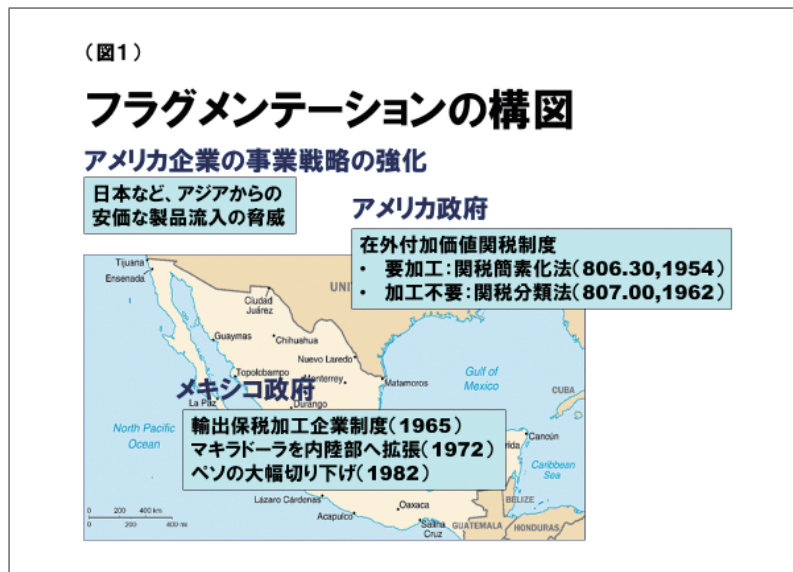 （図1）
フラグメンテーションの構図
アメリカ企業の事業戦略の強化
日本など、アジアからの
安価な製品流入の脅威
アメリカ政府
在外付加価値関税制度
・ 要加工：関税簡素化法（806.30,1954）
・ 加工不要：関税分類法（807.00,1962）
Tijuana
Ensenada
Ciudad
Juárez
UNI
Guaymas
Chihuahua
Nuevo Laredo
Topolobampo
Monterrey
Matamoros
Gulf of
Mexico
CUBA
メキシコ政府
La Paz
Durango
輸出保税加工企業制度（1965）
マキラドーラを内陸部へ拡張（1972）
ペソの大幅切り下げ（1982）
North Pacific
Ocean
rida
Cancún
Caribbean
Sea
BELIZE
Lázaro Cárdenas
Acapulco
Oaxaca
Salina
Cruz
GUATEMALA
HONDURAS
0 200 400 km
0 200 400 mi